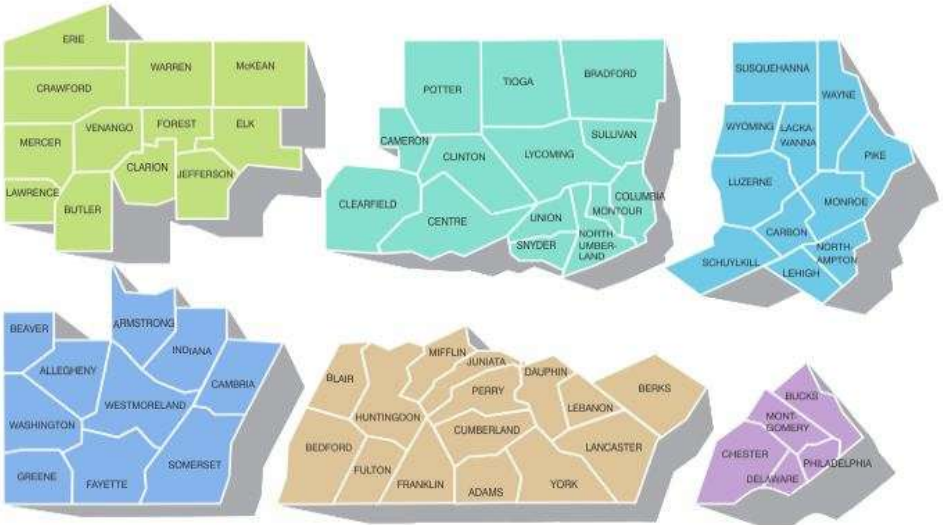 ERIE
WARREN
McKEAN
CRAWFORD
MERCER
VENANGO
FOREST
ELK
CLARION
JEFFERSON
LAWRENCE
BUTLER
POTTER
TIOGA
BRADFORD
CAMERON
CLINTON
LYCOMING
SULLIVAN
CLEARFIELD
CENTRE
UNION
MONTOUR
COLUMBIA
SNYDER
NORTH
UMBER-
LAND
SUSQUEHANNA
WAYNE
WYOMING
LACKA-
WANNA
PIKE
LUZERNE
MONROE
CARBON
SCHUYLKILL
NORTH-
AMPTON
LEHIGH
BEAVER
ARMSTRONG
INDIANA
ALLEGHENY
CAMBRIA
WESTMORELAND
WASHINGTON
SOMERSET
GREENE
FAYETTE
MIFFLIN
JUNIATA
DAUPHIN
BLAIR
PERRY
BERKS
HUNTINGDON
LEBANON
CUMBERLAND
BEDFORD
LANCASTER
FULTON
FRANKLIN
ADAMS
YORK
BUCKS
MONT-
GOMERY
CHESTER
PHILADELPHIA
DELAWARE